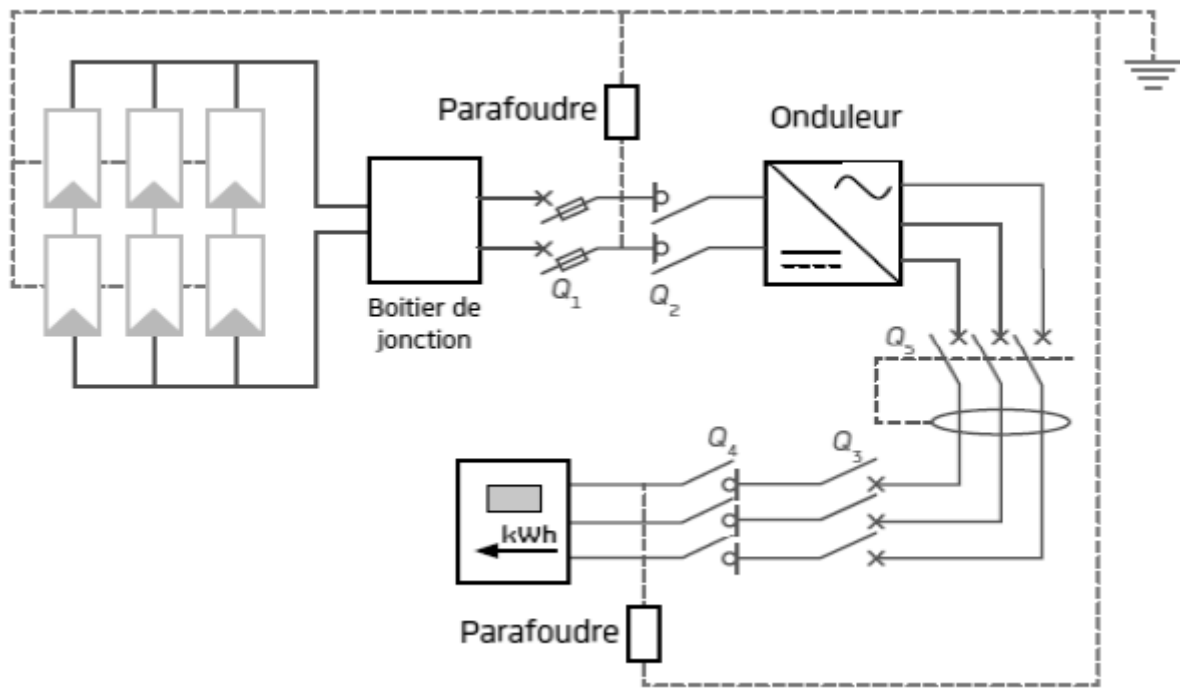 Parafoudre
Onduleur
Boitier de
jonction
Q1
Q2
Q5
Q4
Q3
kWh
Parafoudre